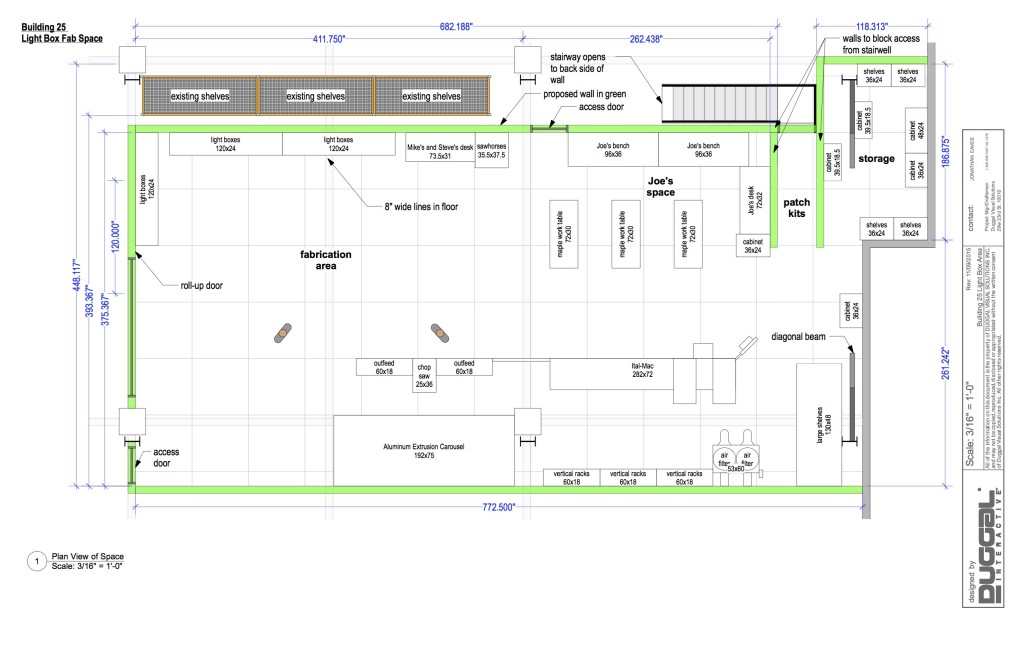 Building 25
Light Box Fab Space
682.188"
118.313"
411.750"
262.438"
walls to block access
from stairwell
stairway opens
to back side of
wall
existing shelves
existing shelves
existing shelves
proposed wall in green
access door
shelves
36x24
shelves
36x24
cabinet
39.5x18.5
cabinet
48x24
cabinet
39.5x18.5
cabinet
36x24
storage
186.875"
light boxes
120x24
light boxes
120x24
Mike's and Steve's desk
73.5x31
sawhorses
35.5x37.5
Joe's bench
96x36
Joe's bench
96x36
light boxes
120x24
8" wide lines in floor
Joe's
space
Joe's desk
72x32
patch
kits
maple work table
72x30
maple work table
72x30
maple work table
72x30
cabinet
36x24
shelves
36x24
shelves
36x24
fabrication
area
120.000"
448.117"
393.367"
375.367"
roll-up door
cabinet
36x24
diagonal beam
261.242"
outfeed
60x18
chop
saw
25x36
outfeed
60x18
Ital-Mac
282x72
large shelves
130x48
Aluminum Extrusion Carousel
192x75
access
door
air
filter
air
filter
53x60
vertical racks
60x18
vertical racks
60x18
vertical racks
60x18
772.500"
1
Plan View of Space
Scale: 3/16" = 1'-0"
contact:
JONATHAN EAVES
Project Mgr/Draftsman
Duggal Visual Solutions
29w 23rd St. 10010
Rev: 11/09/2015
Building 25 Light Box Area
Scale: 3/16" = 1'-0"
All of the information on this document is the property of DUGGAL VISUAL SOLUTIONS INC.
and may not be copied, reproduced, disclosed or appropriated without the written consent
of Duggal Visual Solutions Inc. All other rights reserved.
designed by
DUGGAL
INTERACTIVE